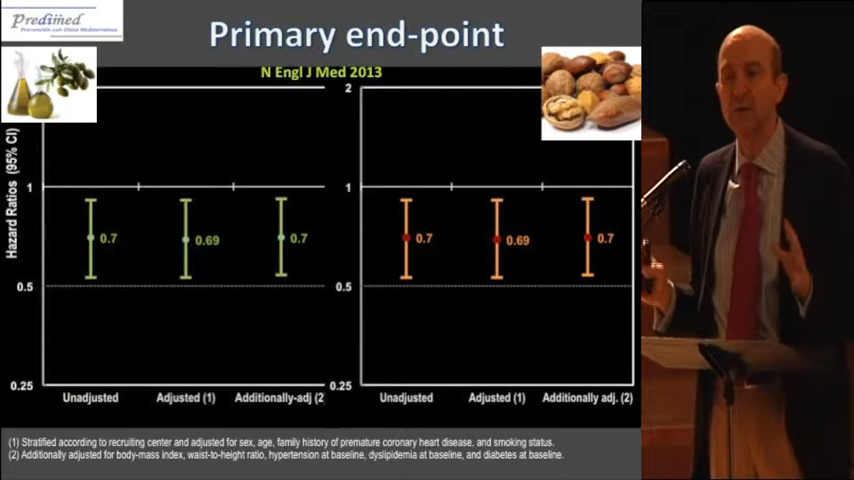 Predimed
Prevención con Dieta Mediterránea
Primary end-point
N Engl J Med 2013
Hazard Ratios (95% CI)
1
0.5
0.25
0.7
0.69
0.7
Unadjusted
Adjusted (1)
Additionally-adj (2
2
1
0.5
0.25
0.7
0.69
0.7
Unadjusted
Adjusted (1)
Additionally adj. (2)
(1) Stratified according to recruiting center and adjusted for sex, age, family history of premature coronary heart disease, and smoking status.
(2) Additionally adjusted for body-mass index, waist-to-height ratio, hypertension at baseline, dyslipidemia at baseline, and diabetes at baseline.